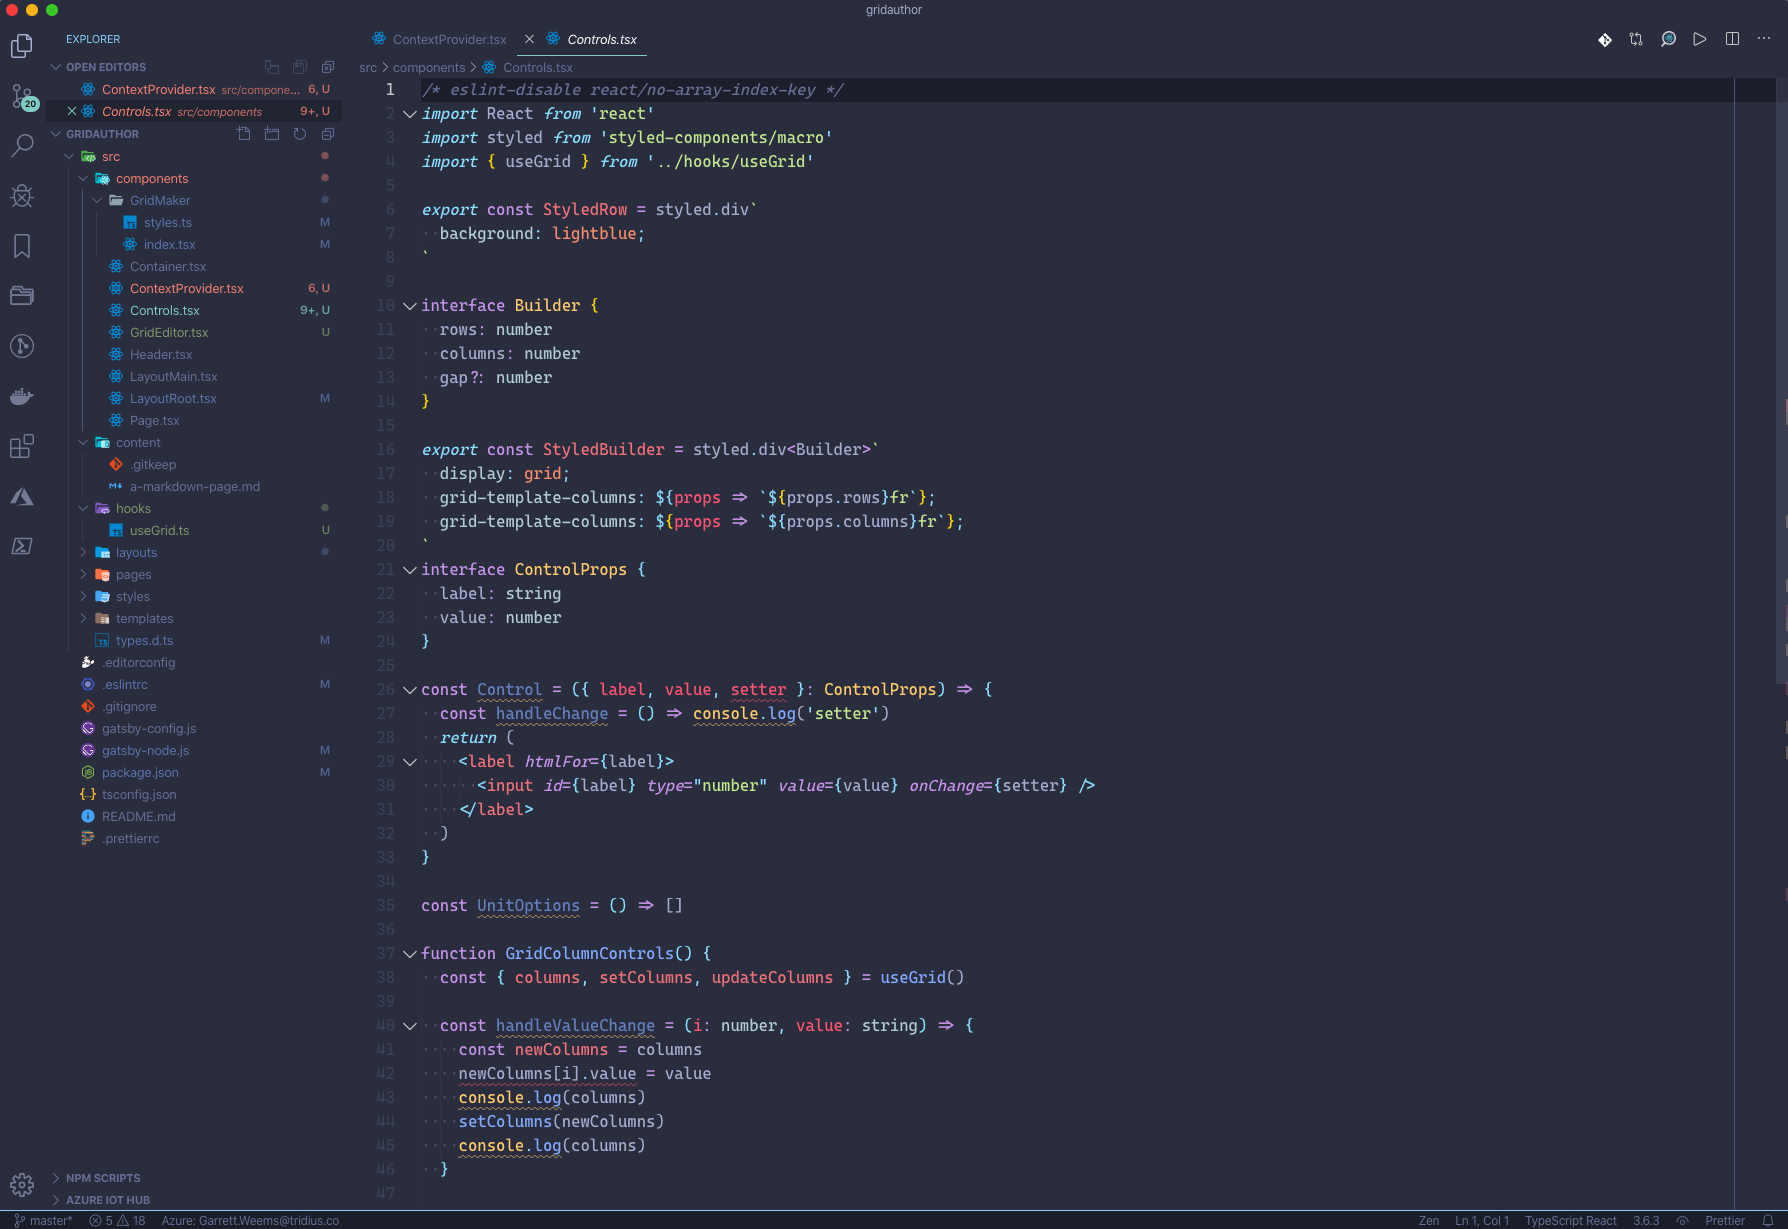 gridauthor
EXPLORER
OPEN EDITORS
ContextProvider.tsx src/compone... 6, U
Controls.tsx src/components 9+, U
GRIDAUTHOR
src
components
GridMaker
styles.ts M
index.tsx M
Container.tsx
ContextProvider.tsx 6, U
Controls.tsx 9+, U
GridEditor.tsx U
Header.tsx
LayoutMain.tsx
LayoutRoot.tsx M
Page.tsx
content
.gitkeep
a-markdown-page.md
hooks
useGrid.ts U
layouts
pages
styles
templates
types.d.ts M
.editorconfig
.eslintrc M
.gitignore
gatsby-config.js
gatsby-node.js M
package.json M
tsconfig.json
README.md
.prettierrc
NPM SCRIPTS
AZURE IOT HUB
20
ContextProvider.tsx Controls.tsx
src > components > Controls.tsx
1 /* eslint-disable react/no-array-index-key */
2 import React from 'react'
3 import styled from 'styled-components/macro'
4 import { useGrid } from '../hooks/useGrid'
5
6 export const StyledRow = styled.div`
7 background: lightblue;
8 `
9
10 interface Builder {
11 rows: number
12 columns: number
13 gap?: number
14 }
15
16 export const StyledBuilder = styled.div<Builder>`
17 display: grid;
18 grid-template-columns: ${props => `${props.rows}fr`};
19 grid-template-columns: ${props => `${props.columns}fr`};
20 `
21 interface ControlProps {
22 label: string
23 value: number
24 }
25
26 const Control = ({ label, value, setter }: ControlProps) => {
27 const handleChange = () => console.log('setter')
28 return (
29 <label htmlFor={label}>
30 <input id={label} type="number" value={value} onChange={setter} />
31 </label>
32 )
33 }
34
35 const UnitOptions = () => []
36
37 function GridColumnControls() {
38 const { columns, setColumns, updateColumns } = useGrid()
39
40 const handleValueChange = (i: number, value: string) => {
41 const newColumns = columns
42 newColumns[i].value = value
43 console.log(columns)
44 setColumns(newColumns)
45 console.log(columns)
46 }
47
master* 5 18 Azure: Garrett.Weems@tridius.co Zen Ln 1, Col 1 TypeScript React 3.6.3 Prettier